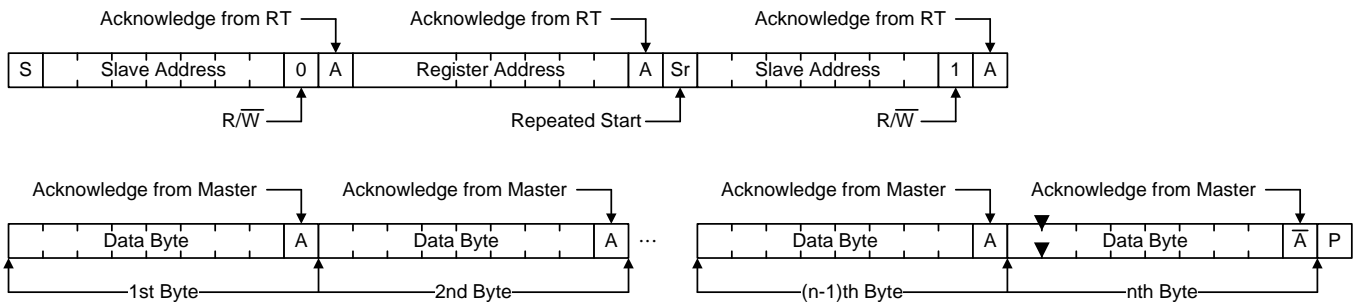 Acknowledge from RT Acknowledge from RT Acknowledge from RT
S Slave Address 0 A Register Address A Sr Slave Address 1 A
R/W̅ Repeated Start R/W̅
Acknowledge from Master Acknowledge from Master Acknowledge from Master Acknowledge from Master
Data Byte A Data Byte A ... Data Byte A Data Byte A̅ P
1st Byte 2nd Byte (n-1)th Byte nth Byte